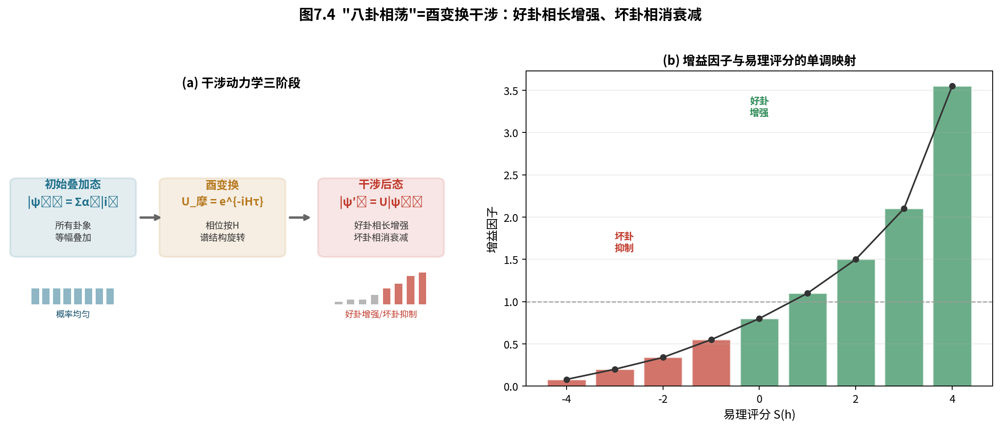 图7.4 "八卦相荡"=酉变换干涉：好卦相长增强、坏卦相消衰减
(a) 干涉动力学三阶段
初始叠加态
|ψ□□ = Σα□|i□
所有卦象
等幅叠加
概率均匀
酉变换
U_摩 = e^{-iHτ}
相位按H
谱结构旋转
干涉后态
|ψ′□ = U|ψ□□
好卦相长增强
坏卦相消衰减
好卦增强/坏卦抑制
(b) 增益因子与易理评分的单调映射
增益因子
3.5
3.0
2.5
2.0
1.5
1.0
0.5
0.0
好卦
增强
坏卦
抑制
-4
-2
0
2
4
易理评分 S(h)